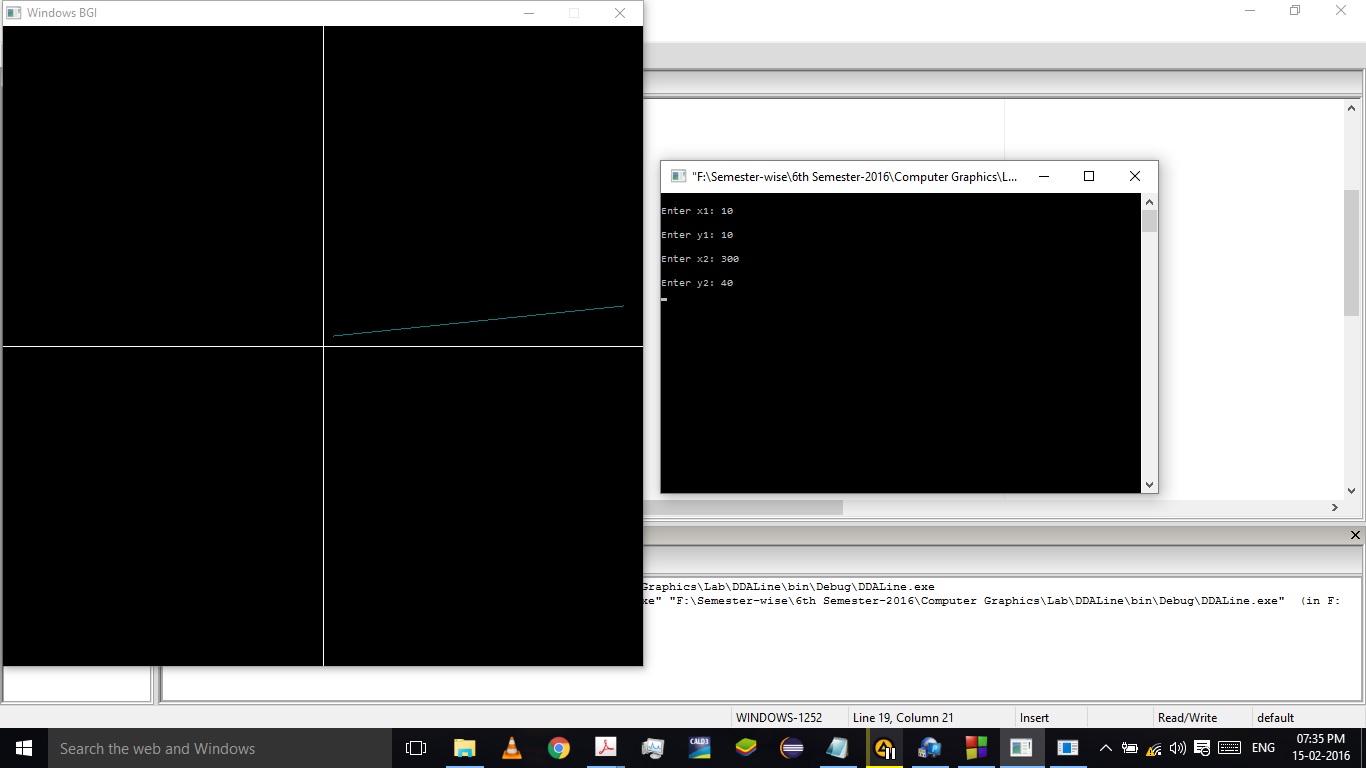 Windows BGI
"F:\Semester-wise\6th Semester-2016\Computer Graphics\L...
Enter x1: 10
Enter y1: 10
Enter x2: 300
Enter y2: 40
Graphics\Lab\DDALine\bin\Debug\DDALine.exe
xe" "F:\Semester-wise\6th Semester-2016\Computer Graphics\Lab\DDALine\bin\Debug\DDALine.exe"  (in F:
WINDOWS-1252 Line 19, Column 21 Insert Read/Write default
Search the web and Windows CALD3 ENG 07:35 PM
15-02-2016